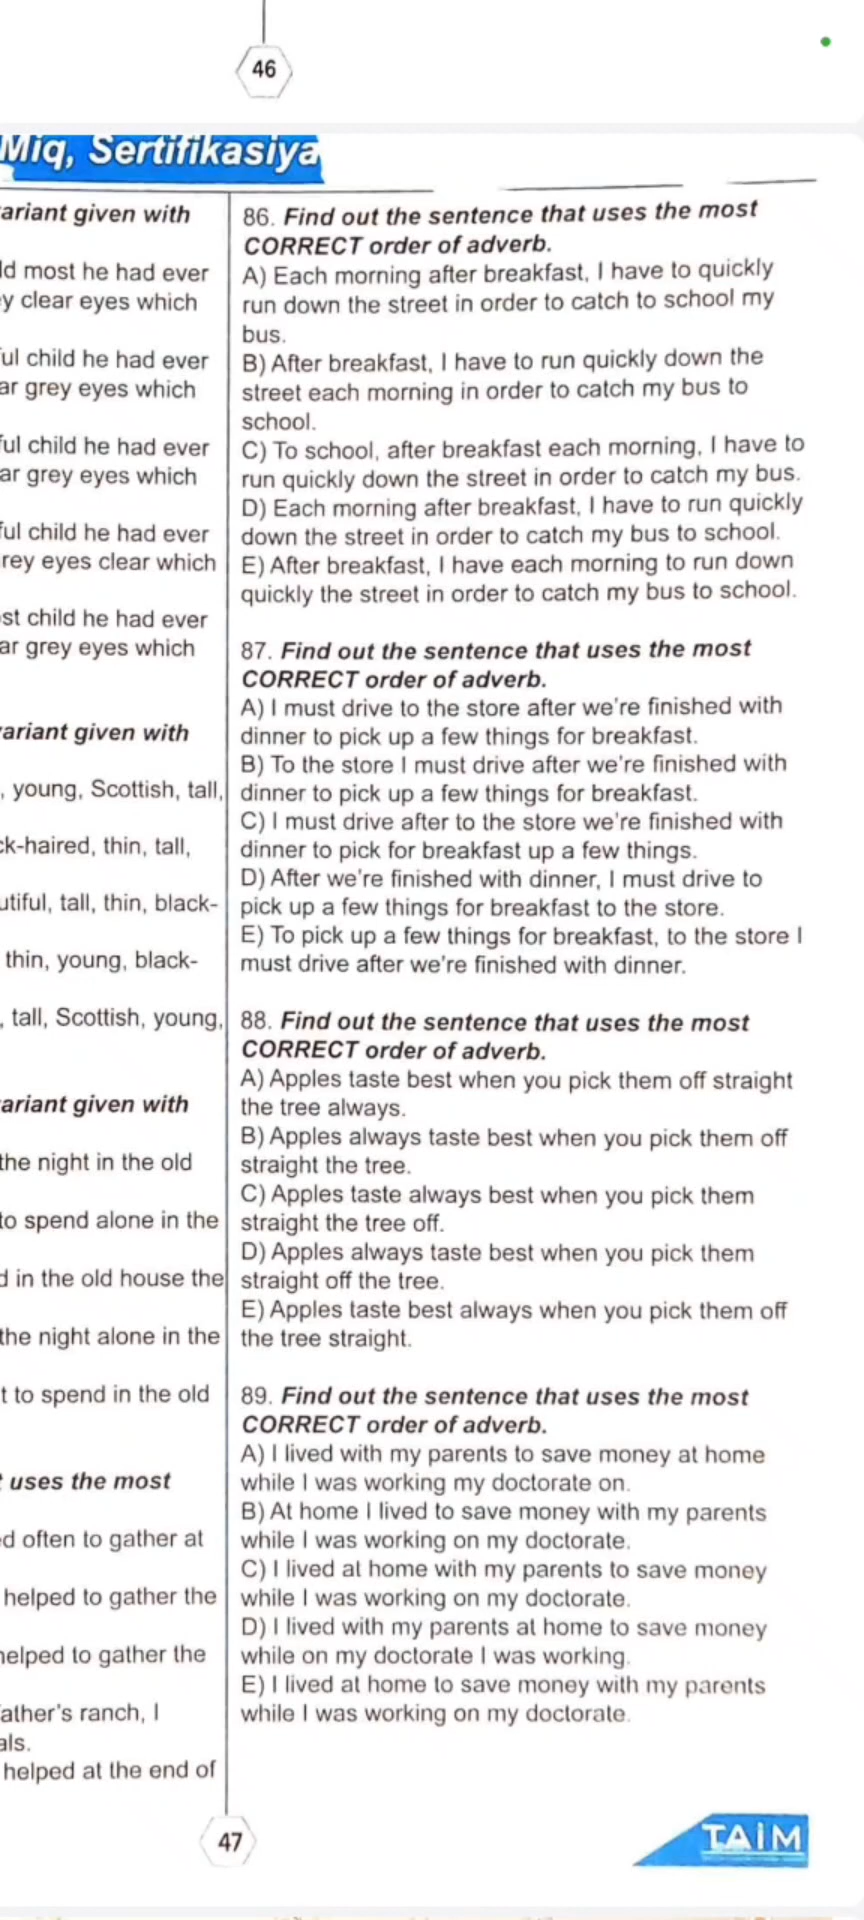 46
Miq, Sertifikasiya
ariant given with
ld most he had ever
y clear eyes which
ful child he had ever
ar grey eyes which
ful child he had ever
ar grey eyes which
ful child he had ever
rey eyes clear which
st child he had ever
ar grey eyes which
ariant given with
, young, Scottish, tall,
ck-haired, thin, tall,
utiful, tall, thin, black-
thin, young, black-
, tall, Scottish, young,
ariant given with
the night in the old
to spend alone in the
d in the old house the
the night alone in the
t to spend in the old
uses the most
d often to gather at
helped to gather the
helped to gather the
ather's ranch, I
als.
helped at the end of
86. Find out the sentence that uses the most
CORRECT order of adverb.
A) Each morning after breakfast, I have to quickly
run down the street in order to catch to school my
bus.
B) After breakfast, I have to run quickly down the
street each morning in order to catch my bus to
school.
C) To school, after breakfast each morning, I have to
run quickly down the street in order to catch my bus.
D) Each morning after breakfast, I have to run quickly
down the street in order to catch my bus to school.
E) After breakfast, I have each morning to run down
quickly the street in order to catch my bus to school.
87. Find out the sentence that uses the most
CORRECT order of adverb.
A) I must drive to the store after we're finished with
dinner to pick up a few things for breakfast.
B) To the store I must drive after we're finished with
dinner to pick up a few things for breakfast.
C) I must drive after to the store we're finished with
dinner to pick for breakfast up a few things.
D) After we're finished with dinner, I must drive to
pick up a few things for breakfast to the store.
E) To pick up a few things for breakfast, to the store I
must drive after we're finished with dinner.
88. Find out the sentence that uses the most
CORRECT order of adverb.
A) Apples taste best when you pick them off straight
the tree always.
B) Apples always taste best when you pick them off
straight the tree.
C) Apples taste always best when you pick them
straight the tree off.
D) Apples always taste best when you pick them
straight off the tree.
E) Apples taste best always when you pick them off
the tree straight.
89. Find out the sentence that uses the most
CORRECT order of adverb.
A) I lived with my parents to save money at home
while I was working my doctorate on.
B) At home I lived to save money with my parents
while I was working on my doctorate.
C) I lived at home with my parents to save money
while I was working on my doctorate.
D) I lived with my parents at home to save money
while on my doctorate I was working.
E) I lived at home to save money with my parents
while I was working on my doctorate.
47
TAİM